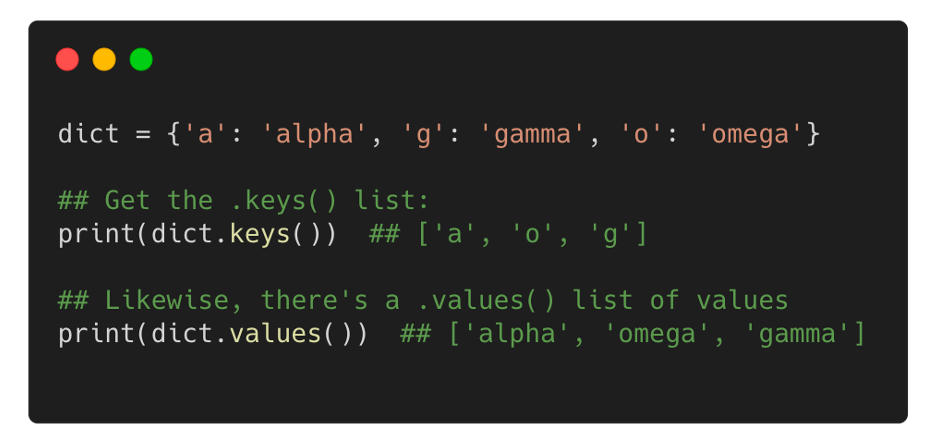 dict = {'a': 'alpha', 'g': 'gamma', 'o': 'omega'}
## Get the .keys() list:
print(dict.keys())  ## ['a', 'o', 'g']
## Likewise, there's a .values() list of values
print(dict.values())  ## ['alpha', 'omega', 'gamma']